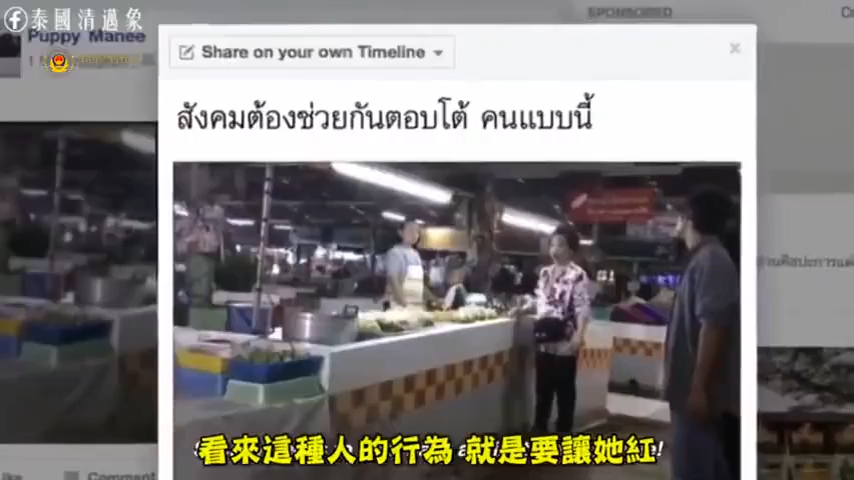 泰國清邁象
SPONSORED
Puppy Manee
Share on your own Timeline
สังคมต้องช่วยกันตอบโต้ คนแบบนี้
看來這種人的行為 就是要讓她紅
Comment